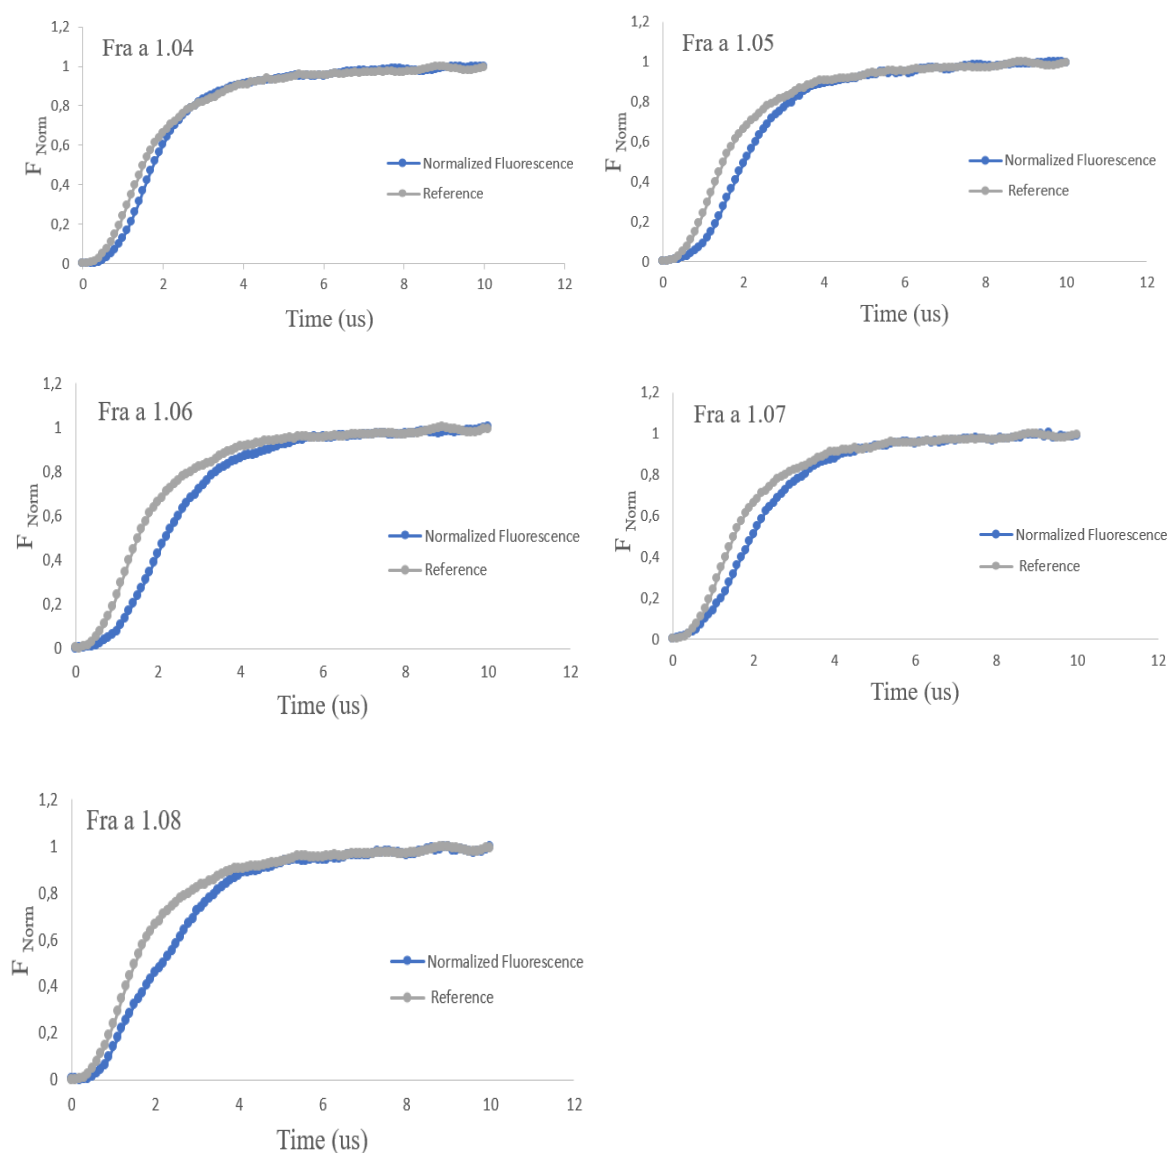 Fra a 1.04
1,2
1
0,8
0,6
0,4
0,2
0
0 2 4 6 8 10 12
F Norm
Time (us)
Normalized Fluorescence
Reference
Fra a 1.05
1,2
1
0,8
0,6
0,4
0,2
0
0 2 4 6 8 10 12
F Norm
Time (us)
Normalized Fluorescence
Reference
Fra a 1.06
1,2
1
0,8
0,6
0,4
0,2
0
0 2 4 6 8 10 12
F Norm
Time (us)
Normalized Fluorescence
Reference
Fra a 1.07
1,2
1
0,8
0,6
0,4
0,2
0
0 2 4 6 8 10 12
F Norm
Time (us)
Normalized Fluorescence
Reference
Fra a 1.08
1,2
1
0,8
0,6
0,4
0,2
0
0 2 4 6 8 10 12
F Norm
Time (us)
Normalized Fluorescence
Reference